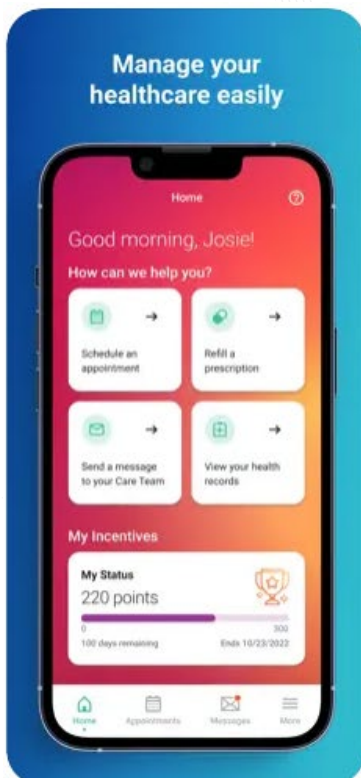 Manage your
healthcare easily
Home
Good morning, Josie!
How can we help you?
Schedule an
appointment
Refill a
prescription
Send a message
to your Care Team
View your health
records
My Incentives
My Status
220 points
0 300
100 days remaining Ends 10/23/2022
Home Appointments Messages More